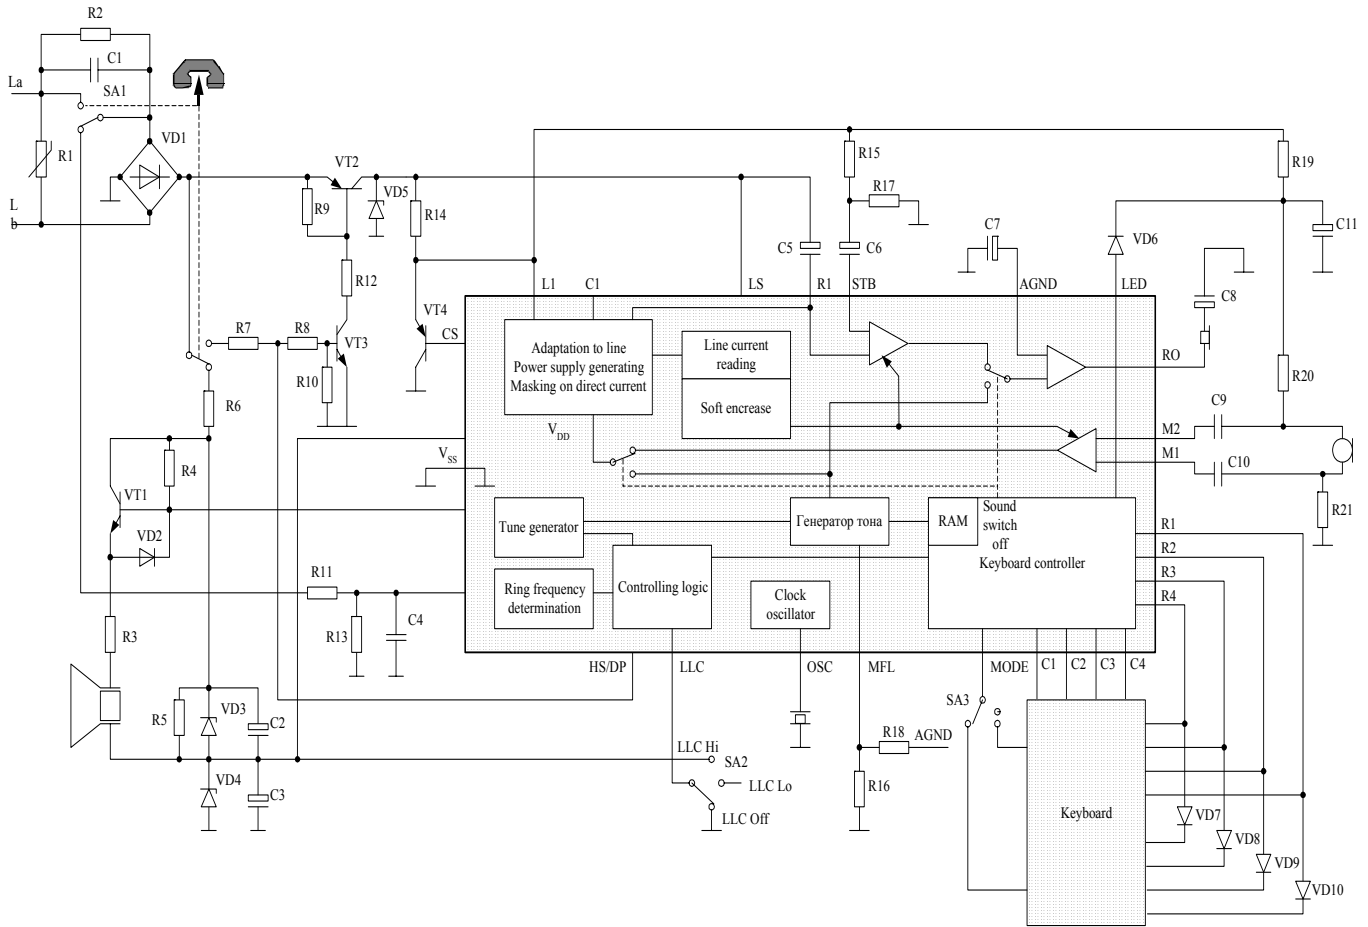 R2
C1
La
SA1
R1
VD1
L
b
VT2
R9
VD5
R14
R12
R15
R17
R19
C11
C7
C5
C6
VD6
C8
L1
C1
LS
R1
STB
AGND
LED
VT4
CS
R7
R8
VT3
R10
R6
Adaptation to line
Power supply generating
Masking on direct current
Line current
reading
Soft encrease
RO
R20
C9
V
DD
M2
M1
C10
R21
V
SS
R4
VT1
VD2
Tune generator
Генератор тона
RAM
Sound
switch
off
Keyboard controller
R1
R2
R3
R4
R11
R13
C4
Ring frequency
determination
Controlling logic
Clock
oscillator
R3
HS/DP
LLC
OSC
MFL
MODE
C1
C2
C3
C4
R5
VD3
C2
VD4
C3
SA3
R18
AGND
LLC Hi
SA2
LLC Lo
LLC Off
R16
Keyboard
VD7
VD8
VD9
VD10